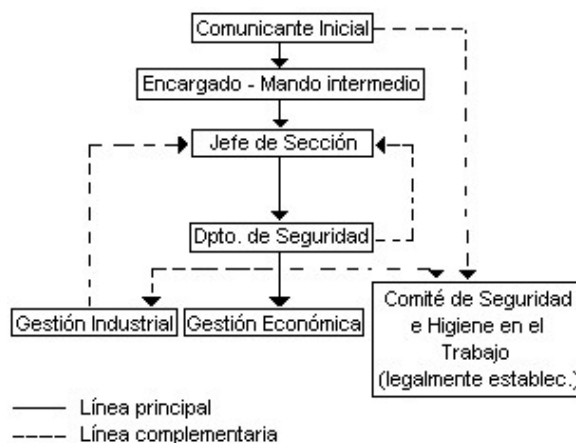 Comunicante Inicial
Encargado - Mando intermedio
Jefe de Sección
Dpto. de Seguridad
Gestión Industrial
Gestión Económica
Comité de Seguridad
e Higiene en el
Trabajo
(legalmente establec.)
Línea principal
Línea complementaria